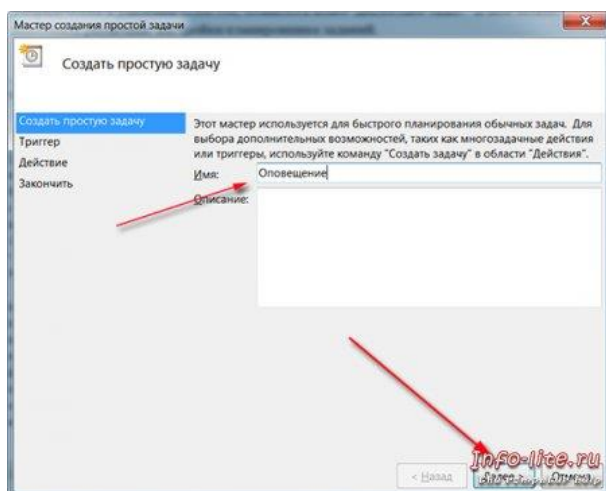 Мастер создания простой задачи
Создать простую задачу
Создать простую задачу
Триггер
Действие
Закончить
Этот мастер используется для быстрого планирования обычных задач. Для
выбора дополнительных возможностей, таких как многозадачные действия
или триггеры, используйте команду "Создать задачу" в области "Действия".
Имя:
Оповещение
Описание:
< Назад
Далее >
Отмена
Info-lite.ru